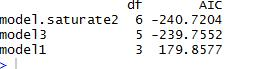 df AIC
model.saturate2 6 -240.7204
model3 5 -239.7552
model1 3 179.8577
>